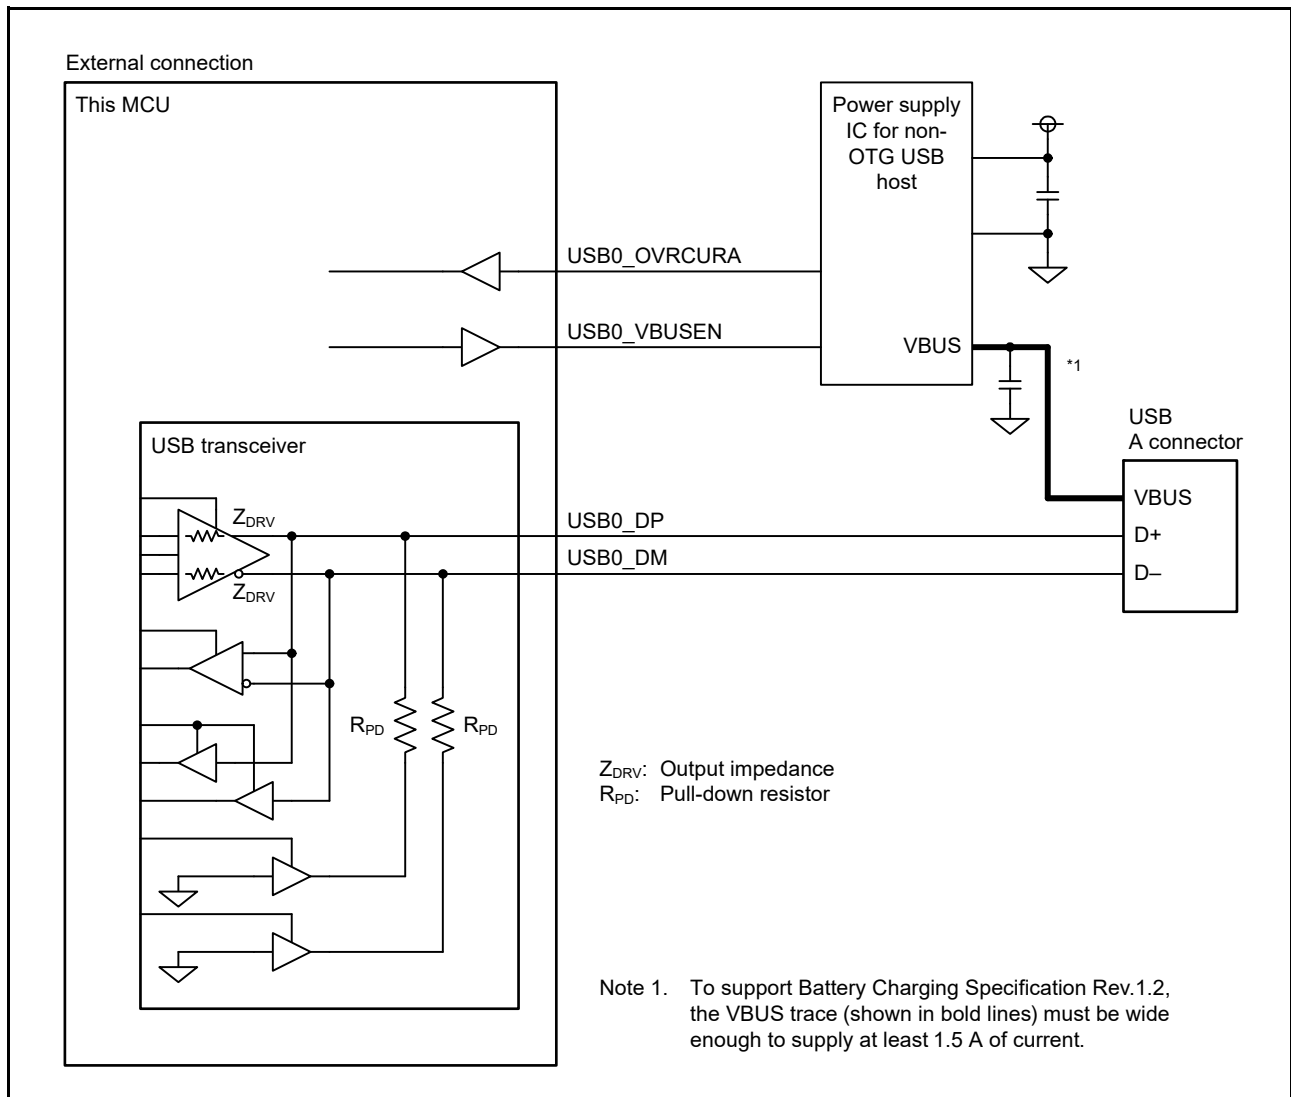 External connection
This MCU
Power supply
IC for non-
OTG USB
host
USB0_OVRCURA
USB0_VBUSEN
VBUS
*1
USB
A connector
VBUS
D+
D–
USB transceiver
ZDRV
ZDRV
USB0_DP
USB0_DM
RPD
RPD
ZDRV: Output impedance
RPD: Pull-down resistor
Note 1. To support Battery Charging Specification Rev.1.2,
the VBUS trace (shown in bold lines) must be wide
enough to supply at least 1.5 A of current.